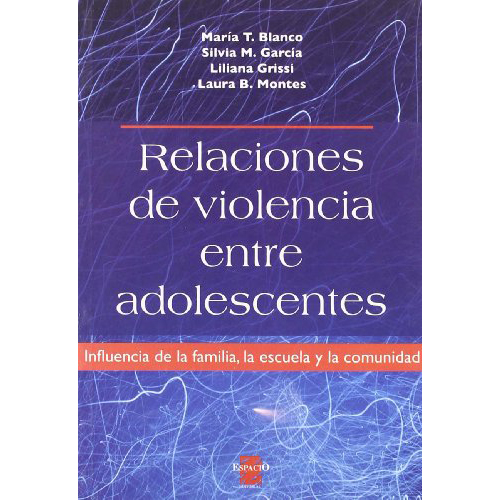 María T. Blanco
Silvia M. García
Liliana Grissi
Laura B. Montes
Relaciones
de violencia
entre
adolescentes
Influencia de la familia, la escuela y la comunidad
ESPACIO
EDITORIAL